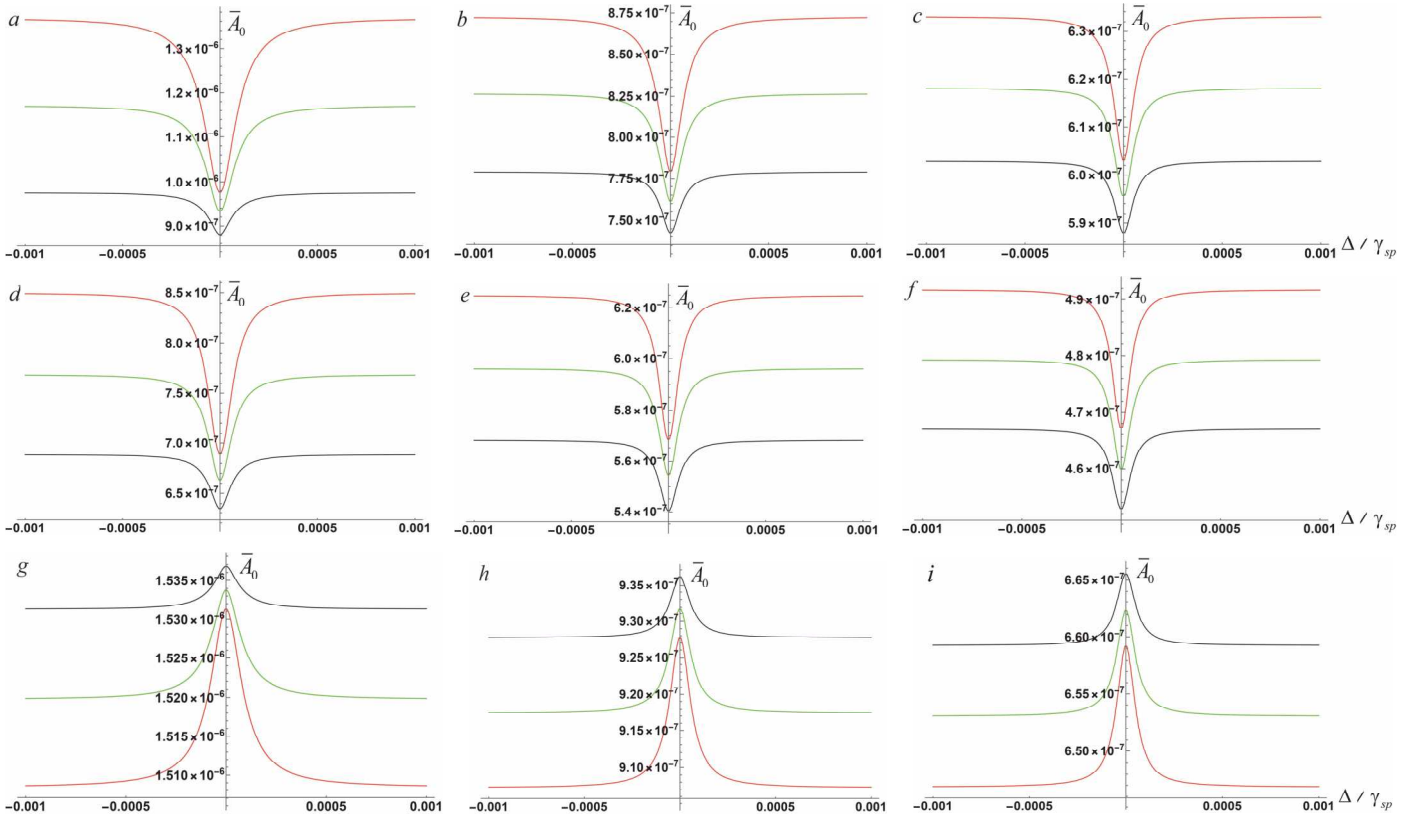 a
A̅₀
1.3×10⁻⁶
1.2×10⁻⁶
1.1×10⁻⁶
1.0×10⁻⁶
9.0×10⁻⁷
−0.001 −0.0005 0.0005 0.001
b
A̅₀
8.75×10⁻⁷
8.50×10⁻⁷
8.25×10⁻⁷
8.00×10⁻⁷
7.75×10⁻⁷
7.50×10⁻⁷
−0.001 −0.0005 0.0005 0.001
c
A̅₀
6.3×10⁻⁷
6.2×10⁻⁷
6.1×10⁻⁷
6.0×10⁻⁷
5.9×10⁻⁷
−0.001 −0.0005 0.0005 0.001
Δ / γsp
d
A̅₀
8.5×10⁻⁷
8.0×10⁻⁷
7.5×10⁻⁷
7.0×10⁻⁷
6.5×10⁻⁷
−0.001 −0.0005 0.0005 0.001
e
A̅₀
6.2×10⁻⁷
6.0×10⁻⁷
5.8×10⁻⁷
5.6×10⁻⁷
5.4×10⁻⁷
−0.001 −0.0005 0.0005 0.001
f
A̅₀
4.9×10⁻⁷
4.8×10⁻⁷
4.7×10⁻⁷
4.6×10⁻⁷
−0.001 −0.0005 0.0005 0.001
Δ / γsp
g
A̅₀
1.535×10⁻⁶
1.530×10⁻⁶
1.525×10⁻⁶
1.520×10⁻⁶
1.515×10⁻⁶
1.510×10⁻⁶
−0.001 −0.0005 0.0005 0.001
h
A̅₀
9.35×10⁻⁷
9.30×10⁻⁷
9.25×10⁻⁷
9.20×10⁻⁷
9.15×10⁻⁷
9.10×10⁻⁷
−0.001 −0.0005 0.0005 0.001
i
A̅₀
6.65×10⁻⁷
6.60×10⁻⁷
6.55×10⁻⁷
6.50×10⁻⁷
−0.001 −0.0005 0.0005 0.001
Δ / γsp